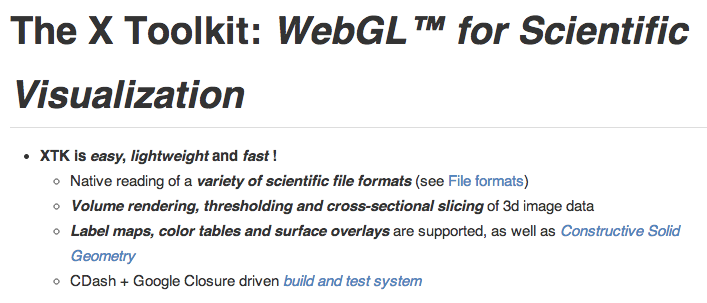 The X Toolkit: WebGL™ for Scientific
Visualization
XTK is easy, lightweight and fast !
Native reading of a variety of scientific file formats (see File formats)
Volume rendering, thresholding and cross-sectional slicing of 3d image data
Label maps, color tables and surface overlays are supported, as well as Constructive Solid
Geometry
CDash + Google Closure driven build and test system